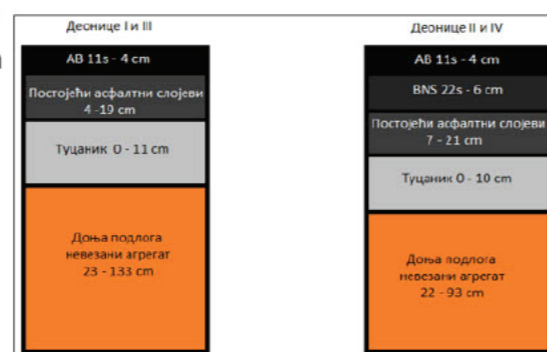 Деонице I и III
АВ 11s - 4 cm
Постојећи асфалтни слојеви
4 -19 cm
Туцаник 0 - 11 cm
Доња подлога
невезани агрегат
23 - 133 cm
Деонице II и IV
АВ 11s - 4 cm
BNS 22s - 6 cm
Постојећи асфалтни слојеви
7 - 21 cm
Туцаник 0 - 10 cm
Доња подлога
невезани агрегат
22 - 93 cm